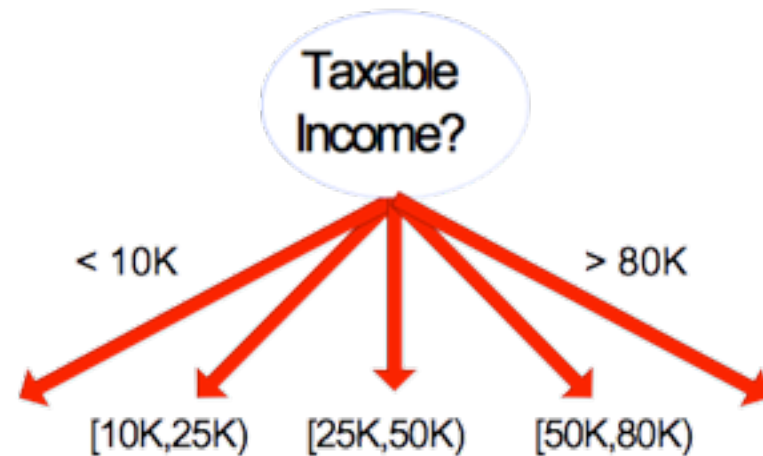 Taxable
Income?
< 10K
> 80K
[10K,25K)
[25K,50K)
[50K,80K)